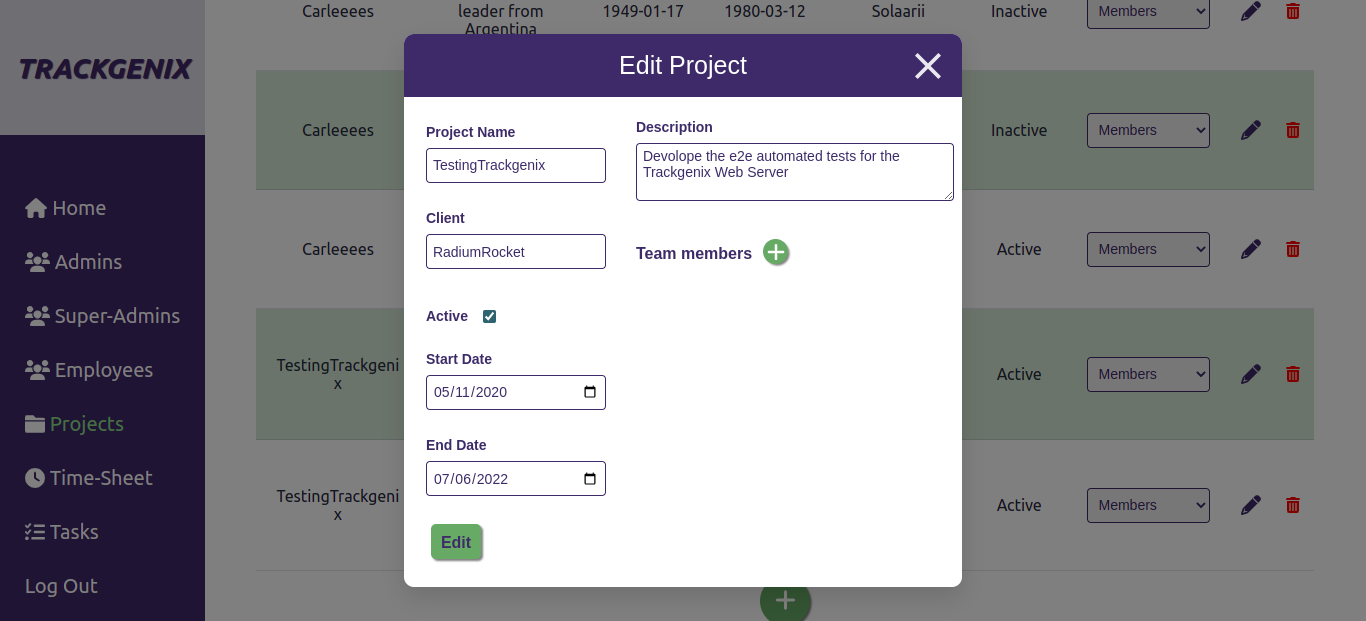 Carleeees
leader from
Argentina
1949-01-17
1980-03-12
Solaarii
Inactive
Members
TRACKGENIX
Home
Admins
Super-Admins
Employees
Projects
Time-Sheet
Tasks
Log Out
Edit Project
Project Name
TestingTrackgenix
Description
Devolope the e2e automated tests for the
Trackgenix Web Server
Client
RadiumRocket
Team members
Active
Start Date
05/11/2020
End Date
07/06/2022
Edit
Carleeees
Inactive
Members
Carleeees
Active
Members
TestingTrackgeni
x
Active
Members
TestingTrackgeni
x
Active
Members